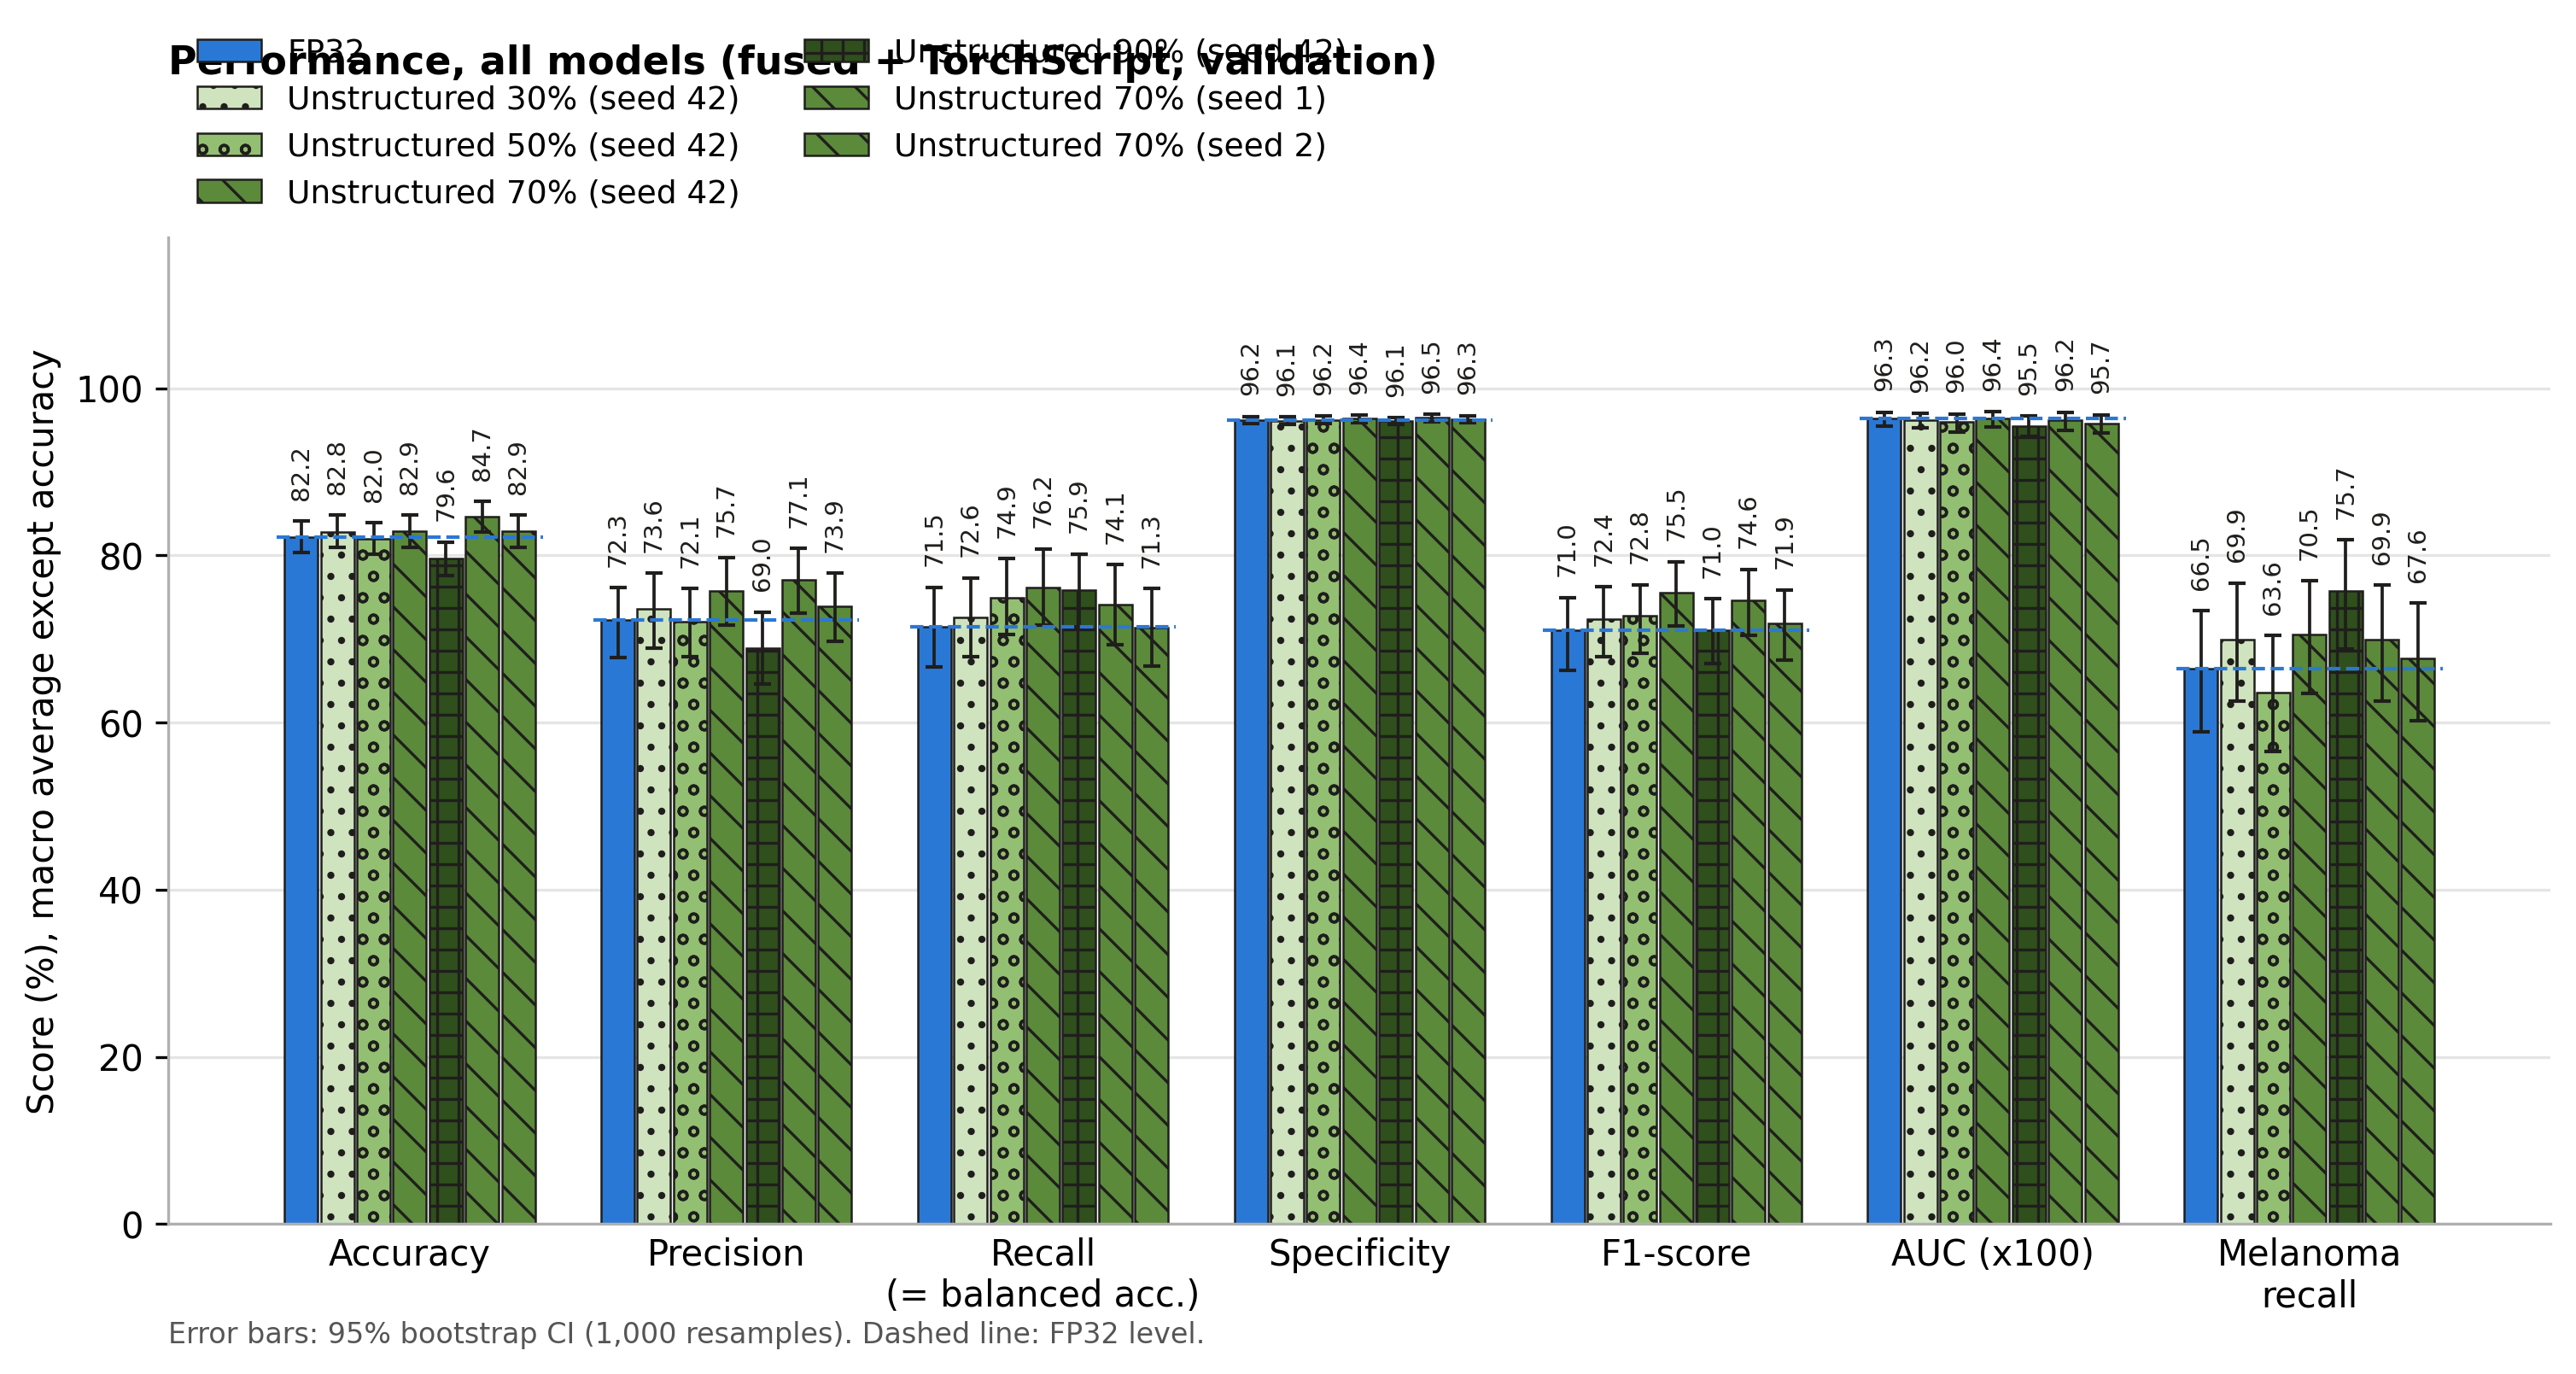 Performance, all models (fused + TorchScript, validation)
FP32
Unstructured 30% (seed 42)
Unstructured 50% (seed 42)
Unstructured 70% (seed 42)
Unstructured 90% (seed 42)
Unstructured 70% (seed 1)
Unstructured 70% (seed 2)
Score (%), macro average except accuracy
100
80
60
40
20
0
82.2 82.8 82.0 82.9 79.6 84.7 82.9
72.3 73.6 72.1 75.7 69.0 77.1 73.9
71.5 72.6 74.9 76.2 75.9 74.1 71.3
96.2 96.1 96.2 96.4 96.1 96.5 96.3
71.0 72.4 72.8 75.5 71.0 74.6 71.9
96.3 96.2 96.0 96.4 95.5 96.2 95.7
66.5 69.9 63.6 70.5 75.7 69.9 67.6
Accuracy
Precision
Recall
(= balanced acc.)
Specificity
F1-score
AUC (x100)
Melanoma
recall
Error bars: 95% bootstrap CI (1,000 resamples). Dashed line: FP32 level.